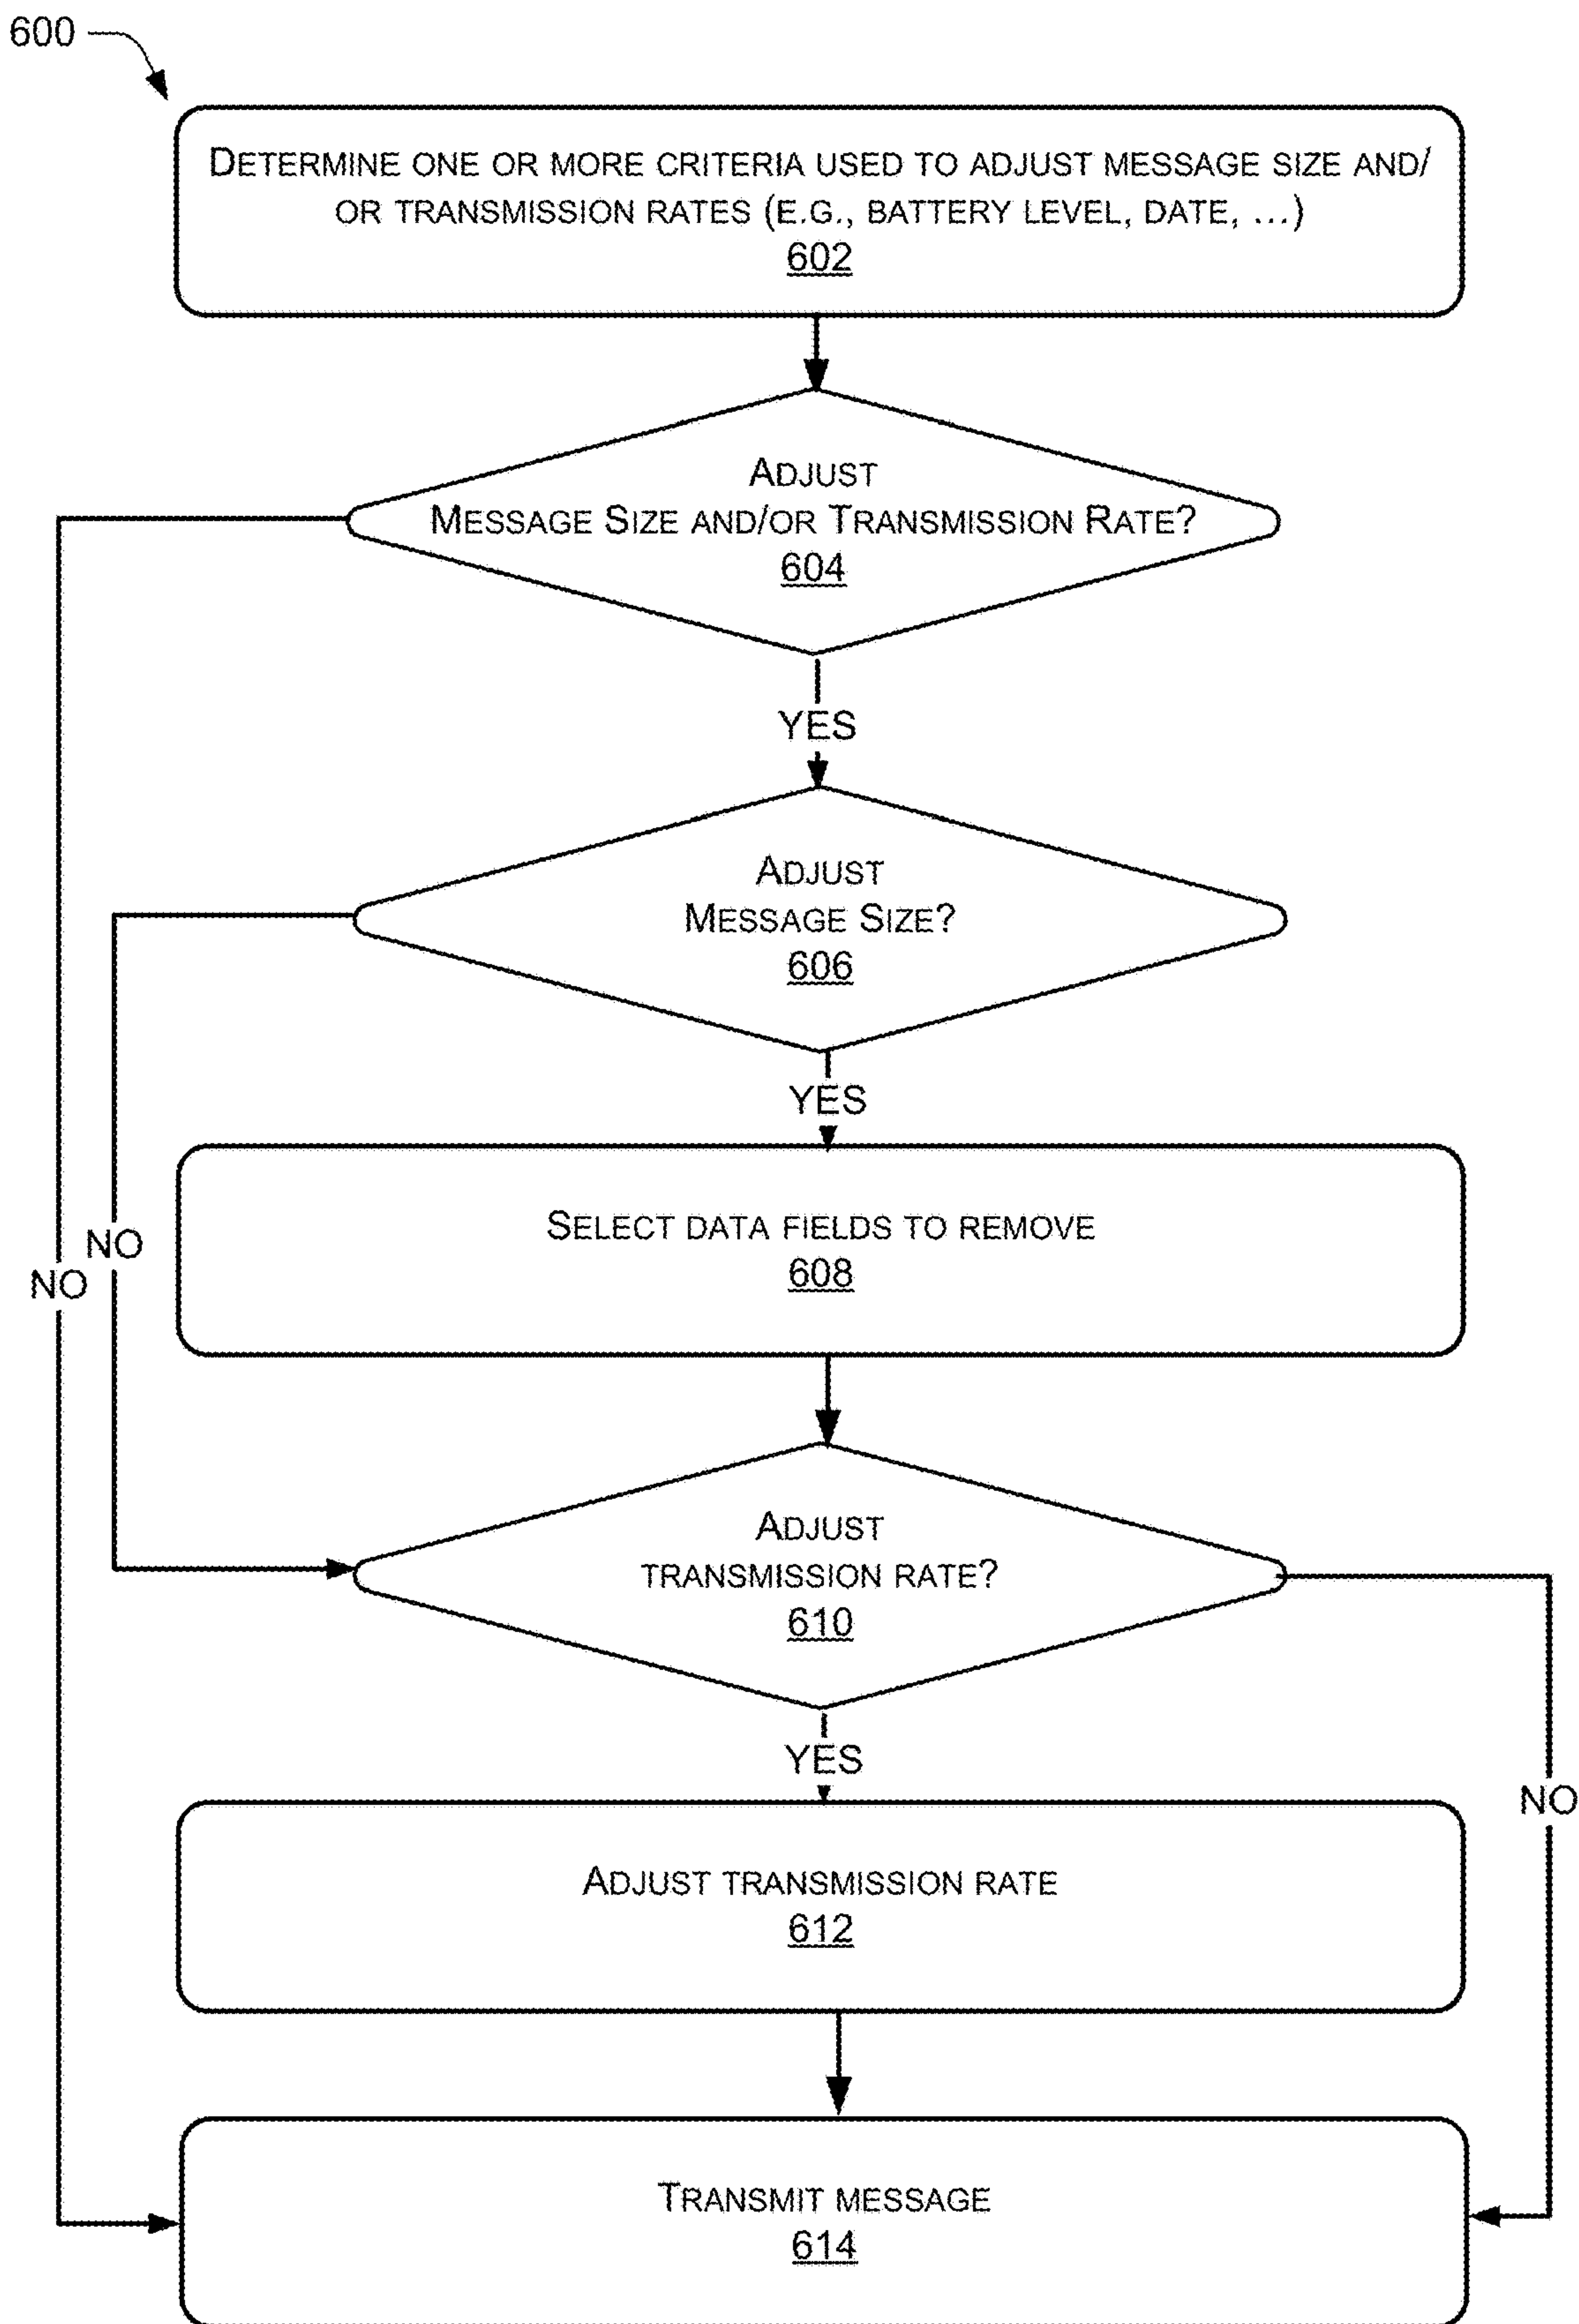 600
DETERMINE ONE OR MORE CRITERIA USED TO ADJUST MESSAGE SIZE AND/
OR TRANSMISSION RATES (E.G., BATTERY LEVEL, DATE, ...)
602
ADJUST
MESSAGE SIZE AND/OR TRANSMISSION RATE?
604
YES
ADJUST
MESSAGE SIZE?
606
YES
SELECT DATA FIELDS TO REMOVE
608
NO
NO
ADJUST
TRANSMISSION RATE?
610
YES
NO
ADJUST TRANSMISSION RATE
612
TRANSMIT MESSAGE
614